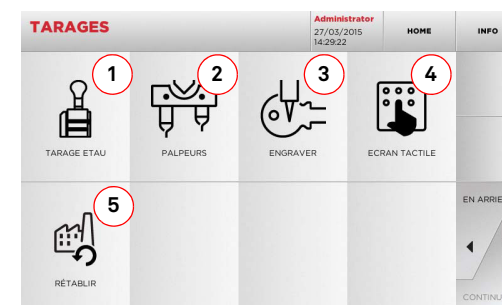 TARAGES
Administrator
27/03/2015
14:29:22
HOME
INFO
1
2
3
4
TARAGE ETAU
PALPEURS
ENGRAVER
ECRAN TACTILE
5
EN ARRIE
RÉTABLIR
CONTINU